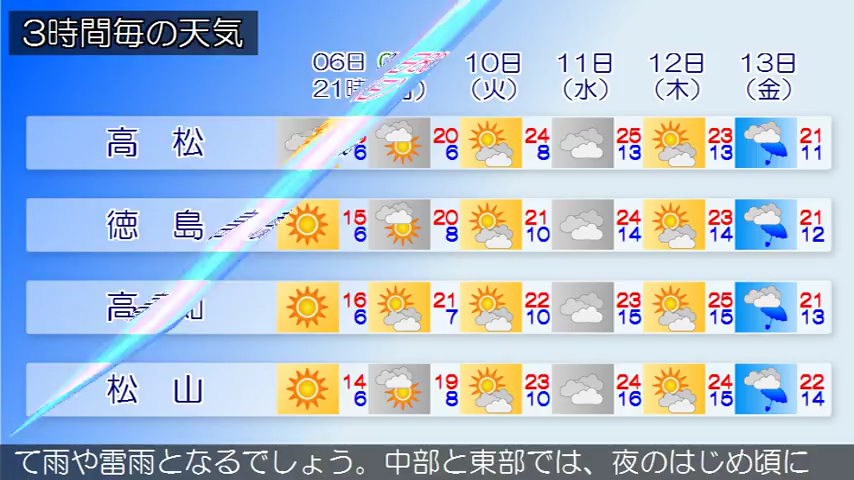 3時間毎の天気
06日 10日 11日 12日 13日
21時 (火) (水) (木) (金)
高 松 6 20 6 24 8 25 13 23 13 21 11
徳 島 15 6 20 8 21 10 24 14 23 14 21 12
高 16 6 21 7 22 10 23 15 25 15 21 13
松 山 14 6 19 8 23 10 24 16 24 15 22 14
て雨や雷雨となるでしょう。中部と東部では、夜のはじめ頃に